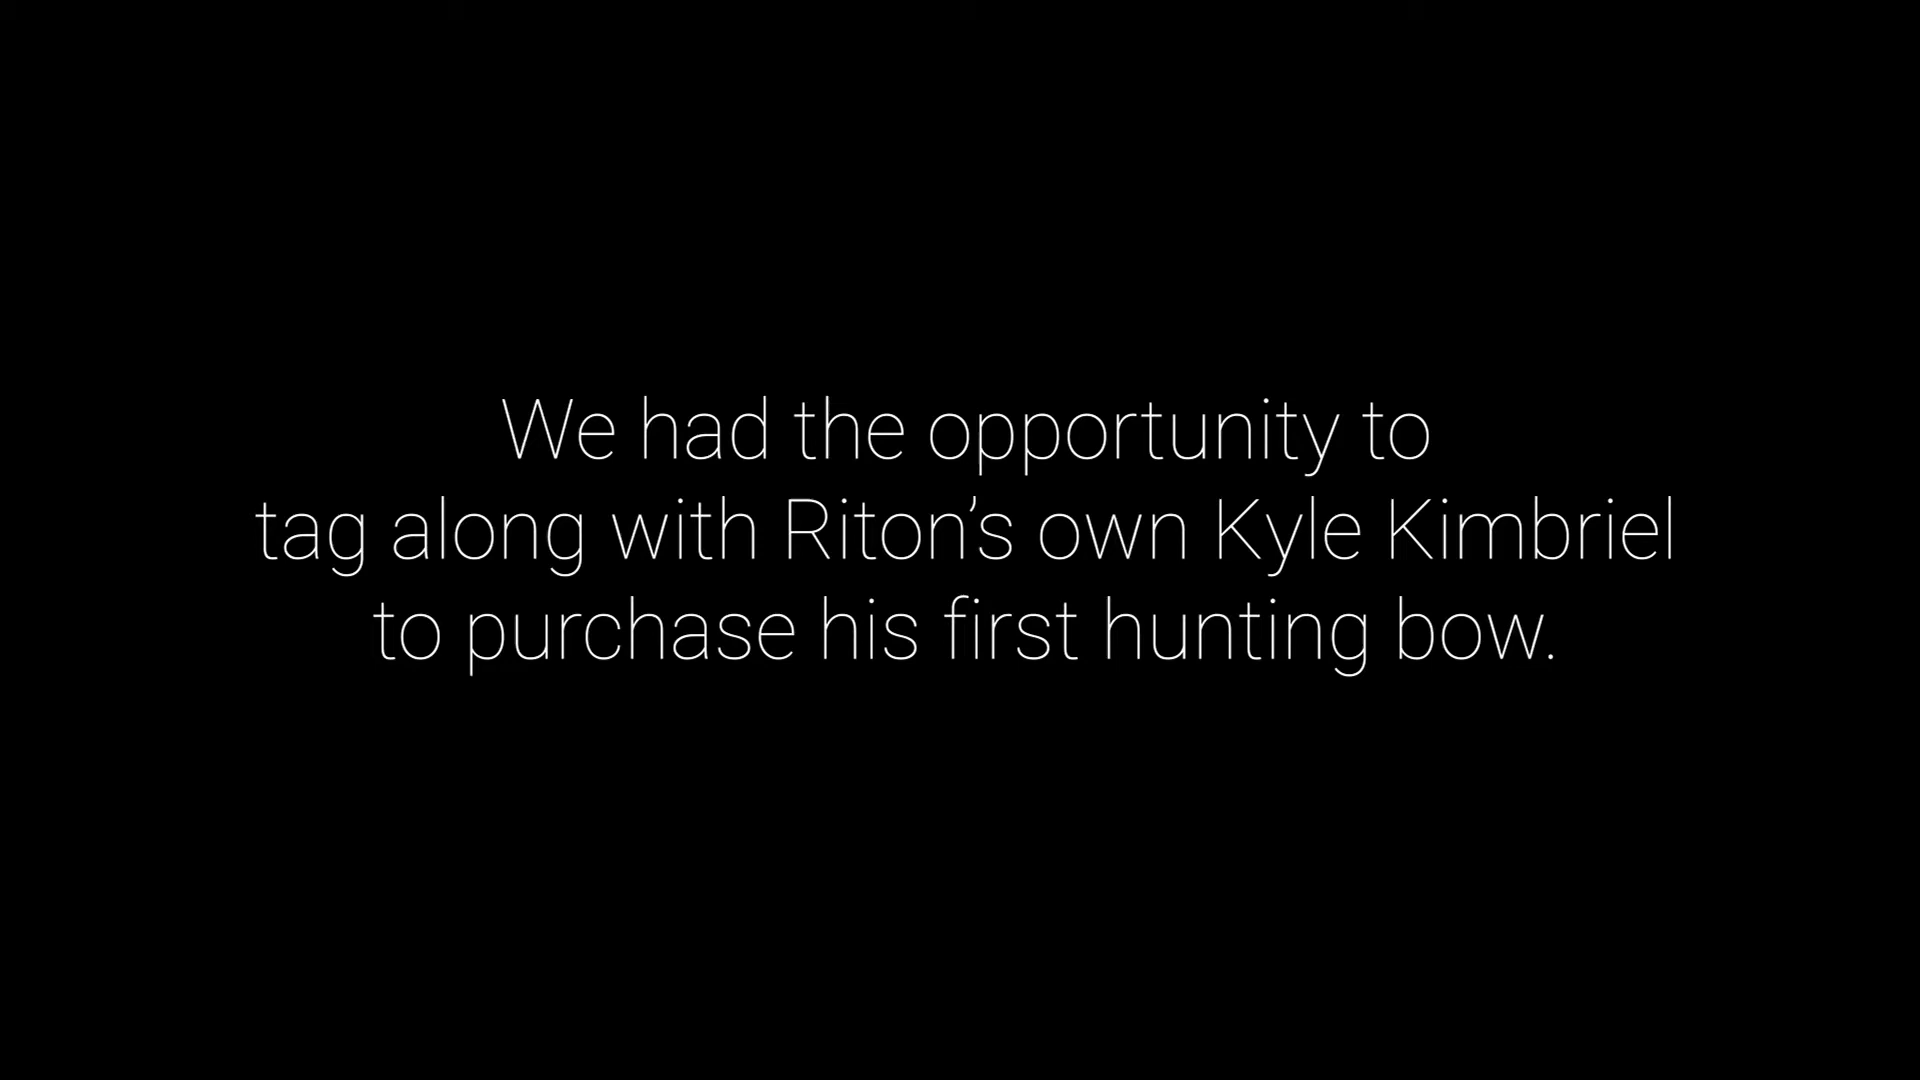 We had the opportunity to
tag along with Riton’s own Kyle Kimbriel
to purchase his first hunting bow.